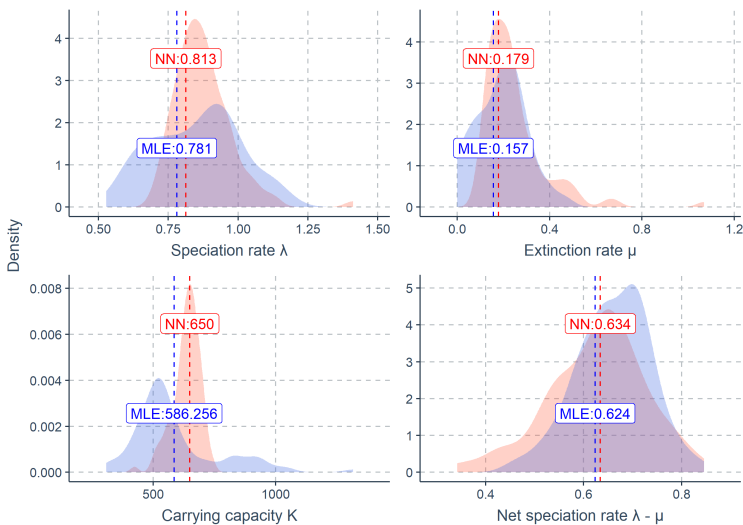 Density
4
3
2
1
0
NN:0.813
MLE:0.781
0.50 0.75 1.00 1.25 1.50
Speciation rate λ
4
3
2
1
0
NN:0.179
MLE:0.157
0.0 0.4 0.8 1.2
Extinction rate μ
0.008
0.006
0.004
0.002
0.000
NN:650
MLE:586.256
500 1000
Carrying capacity K
5
4
3
2
1
0
NN:0.634
MLE:0.624
0.4 0.6 0.8
Net speciation rate λ - μ